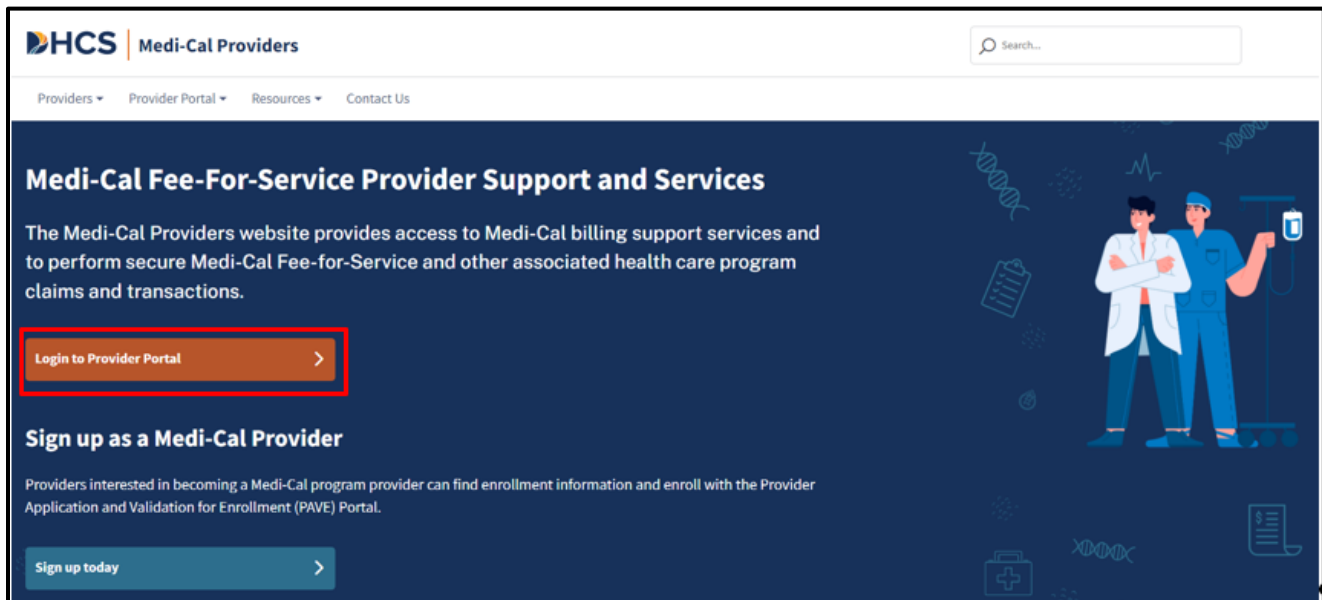 DHCS Medi-Cal Providers
Search...
Providers Provider Portal Resources Contact Us
Medi-Cal Fee-For-Service Provider Support and Services
The Medi-Cal Providers website provides access to Medi-Cal billing support services and
to perform secure Medi-Cal Fee-for-Service and other associated health care program
claims and transactions.
Login to Provider Portal
Sign up as a Medi-Cal Provider
Providers interested in becoming a Medi-Cal program provider can find enrollment information and enroll with the Provider
Application and Validation for Enrollment (PAVE) Portal.
Sign up today
$